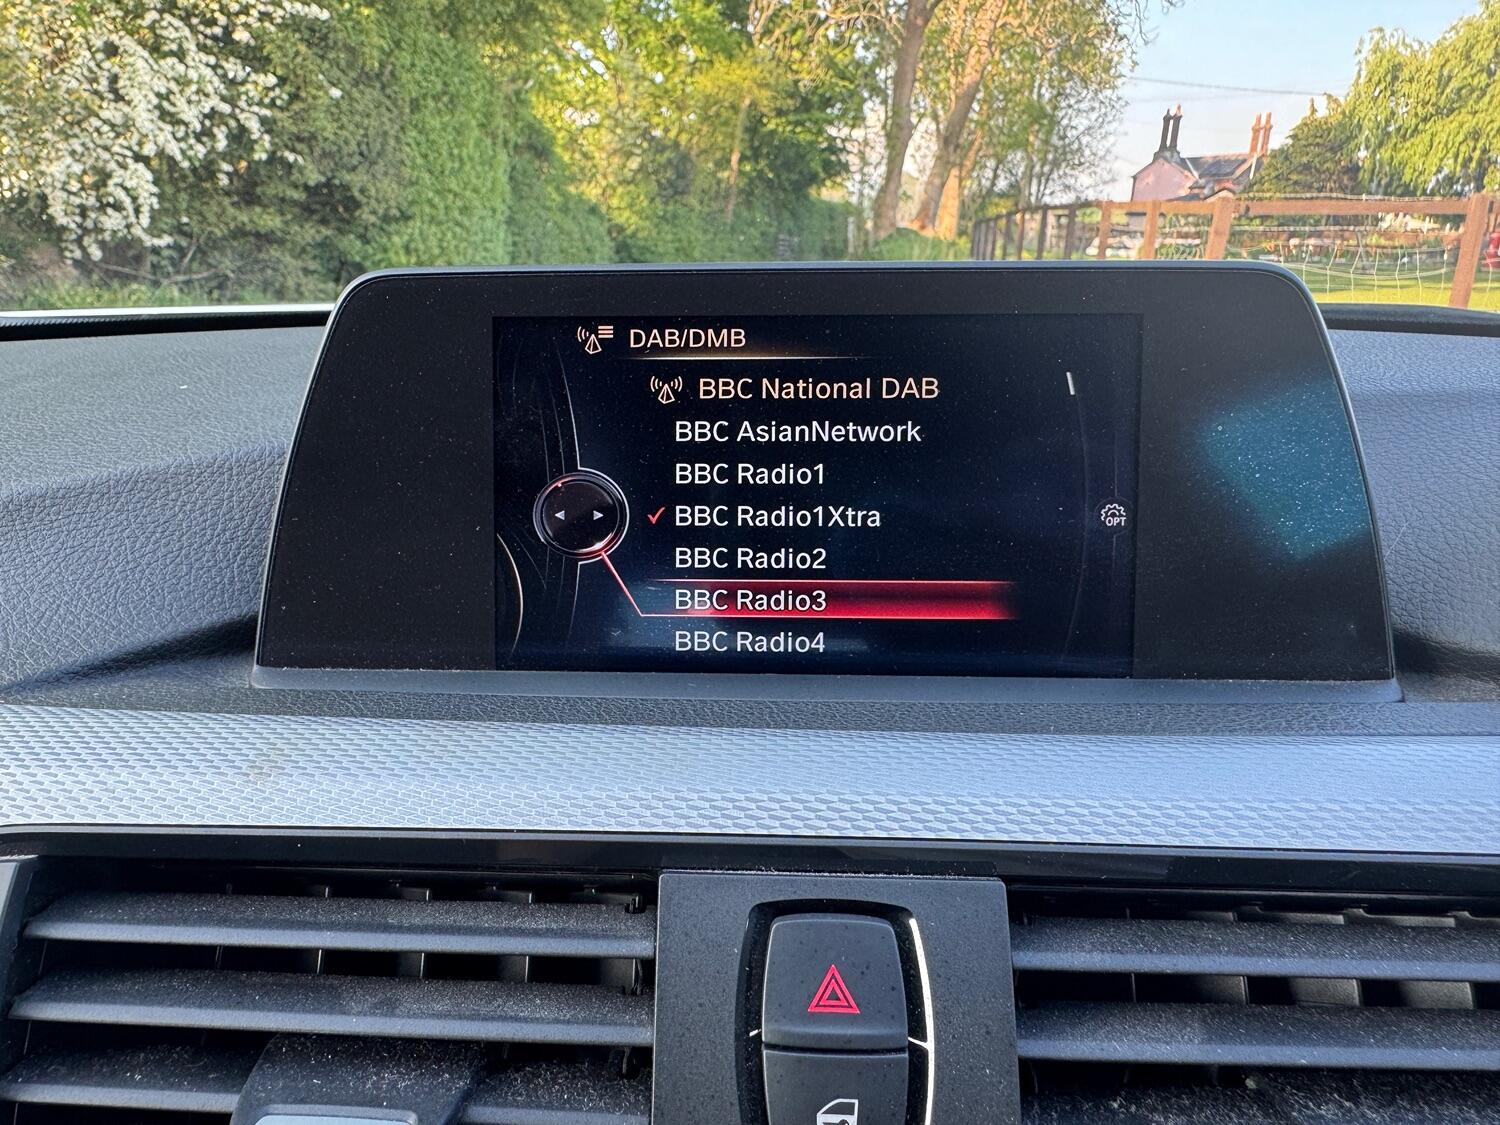 DAB/DMB
BBC National DAB
BBC AsianNetwork
BBC Radio1
BBC Radio1Xtra
BBC Radio2
BBC Radio3
BBC Radio4
OPT